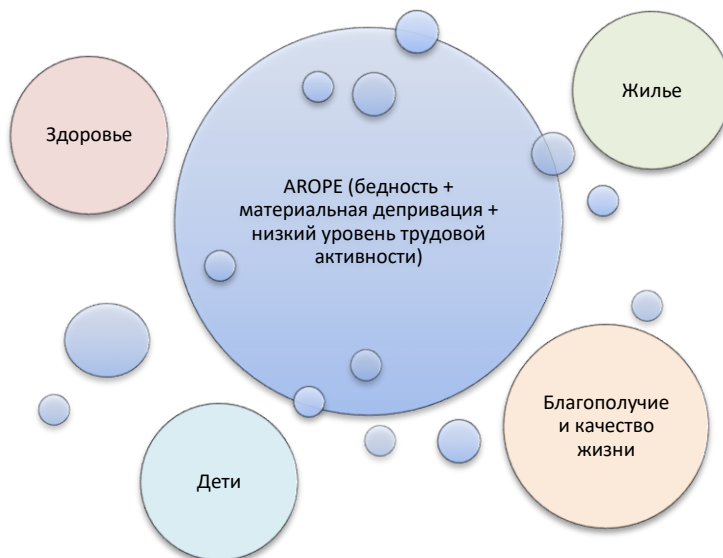 Здоровье
Жилье
AROPE (бедность +
материальная депривация +
низкий уровень трудовой
активности)
Благополучие
и качество
жизни
Дети